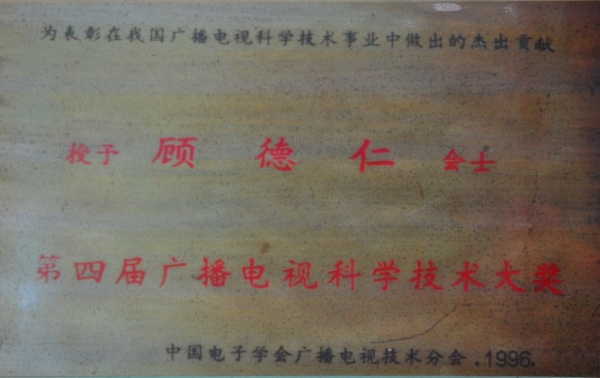 为表彰在我国广播电视科学技术事业中做出的杰出贡献
授予 顾德仁 会士
第四届广播电视科学技术大奖
中国电子学会广播电视技术分会.1996.